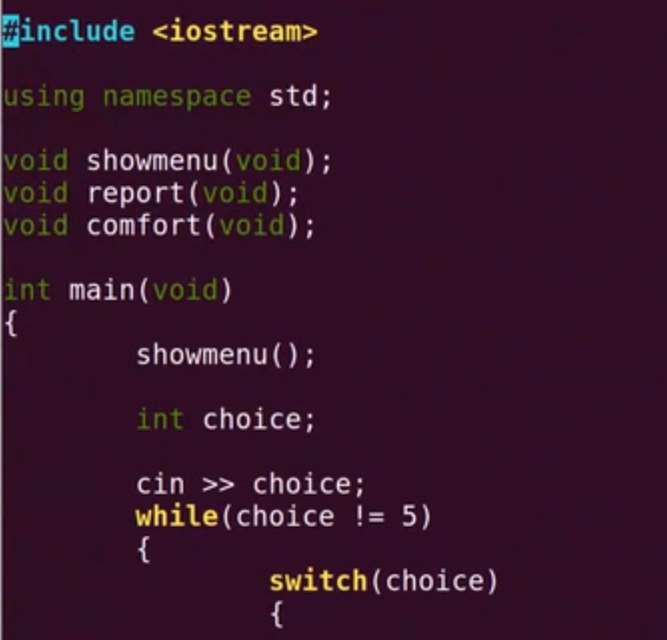 #include <iostream>
using namespace std;
void showmenu(void);
void report(void);
void comfort(void);
int main(void)
{
showmenu();
int choice;
cin >> choice;
while(choice != 5)
{
switch(choice)
{